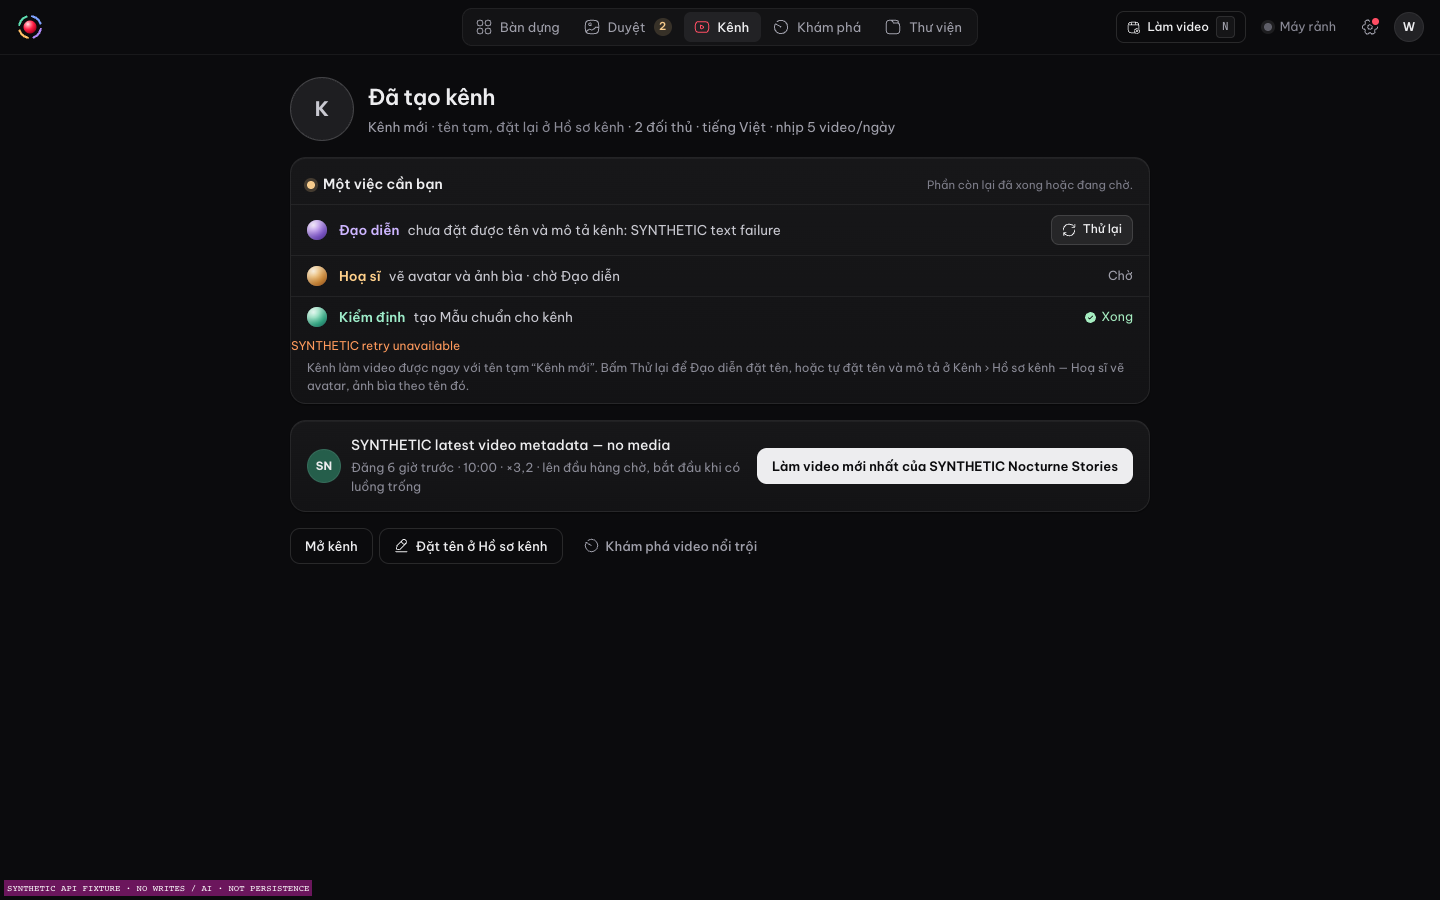 Bàn dựng
Duyệt 2
Kênh
Khám phá
Thư viện
Làm video N
Máy rảnh
W
K
Đã tạo kênh
Kênh mới · tên tạm, đặt lại ở Hồ sơ kênh · 2 đối thủ · tiếng Việt · nhịp 5 video/ngày
Một việc cần bạn
Phần còn lại đã xong hoặc đang chờ.
Đạo diễn chưa đặt được tên và mô tả kênh: SYNTHETIC text failure
Thử lại
Hoạ sĩ vẽ avatar và ảnh bìa · chờ Đạo diễn
Chờ
Kiểm định tạo Mẫu chuẩn cho kênh
Xong
SYNTHETIC retry unavailable
Kênh làm video được ngay với tên tạm “Kênh mới”. Bấm Thử lại để Đạo diễn đặt tên, hoặc tự đặt tên và mô tả ở Kênh › Hồ sơ kênh — Hoạ sĩ vẽ
avatar, ảnh bìa theo tên đó.
SN
SYNTHETIC latest video metadata — no media
Đăng 6 giờ trước · 10:00 · ×3,2 · lên đầu hàng chờ, bắt đầu khi có
luồng trống
Làm video mới nhất của SYNTHETIC Nocturne Stories
Mở kênh
Đặt tên ở Hồ sơ kênh
Khám phá video nổi trội
SYNTHETIC API FIXTURE · NO WRITES / AI · NOT PERSISTENCE